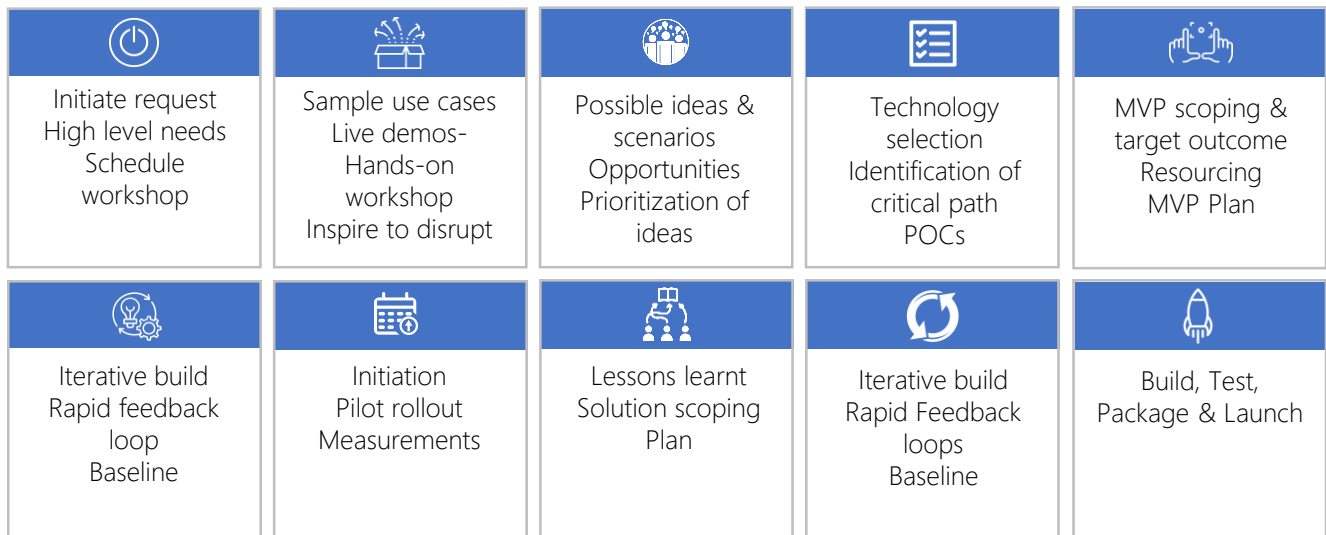 Initiate request
High level needs
Schedule
workshop
Sample use cases
Live demos-
Hands-on
workshop
Inspire to disrupt
Possible ideas &
scenarios
Opportunities
Prioritization of
ideas
Technology
selection
Identification of
critical path
POCs
MVP scoping &
target outcome
Resourcing
MVP Plan
Iterative build
Rapid feedback
loop
Baseline
Initiation
Pilot rollout
Measurements
Lessons learnt
Solution scoping
Plan
Iterative build
Rapid Feedback
loops
Baseline
Build, Test,
Package & Launch